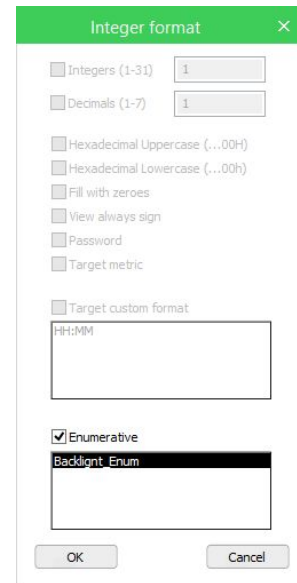 Integer format ×
Integers (1-31) 1
Decimals (1-7) 1
Hexadecimal Uppercase (...00H)
Hexadecimal Lowercase (...00h)
Fill with zeroes
View always sign
Password
Target metric
Target custom format
HH:MM
Enumerative
Backlignt_Enum
OK Cancel